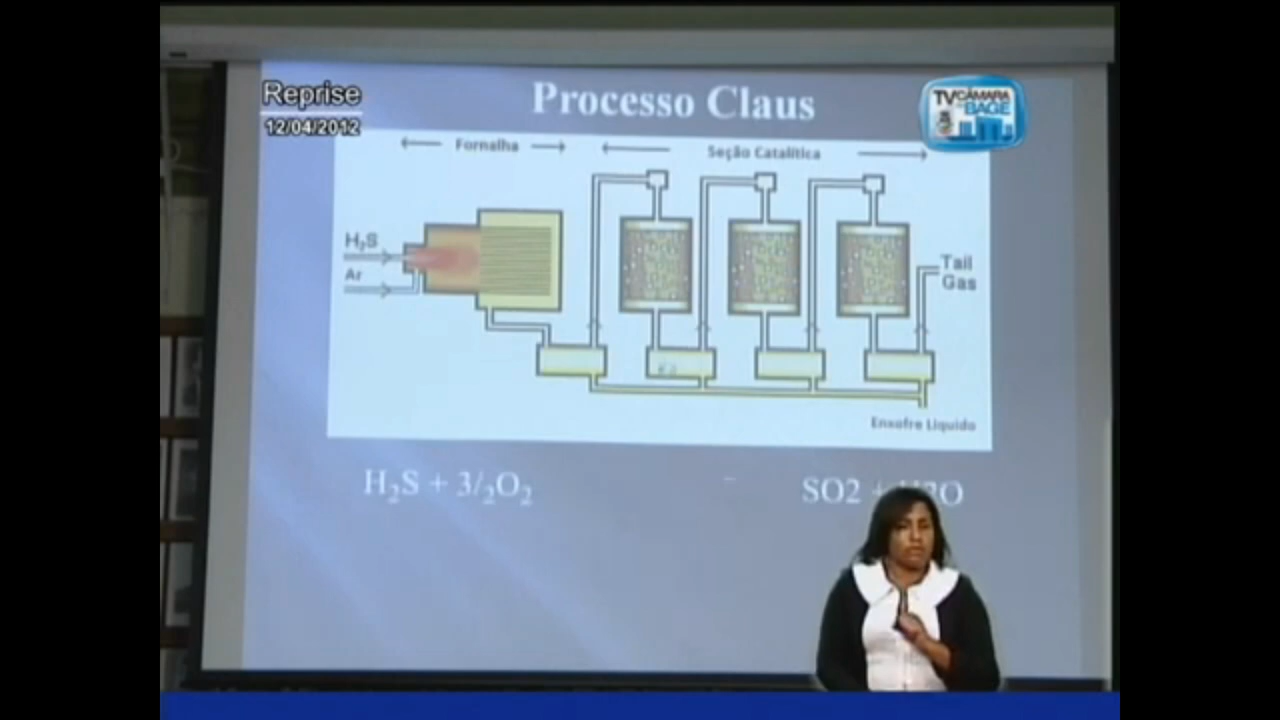 Reprise
12/04/2012
Processo Claus
TV CÂMARA
BAGÉ
Fornalha
Seção Catalítica
H₂S
Ar
Tail
Gas
Enxofre Liquido
H₂S + 3/₂O₂
SO2 + H2O